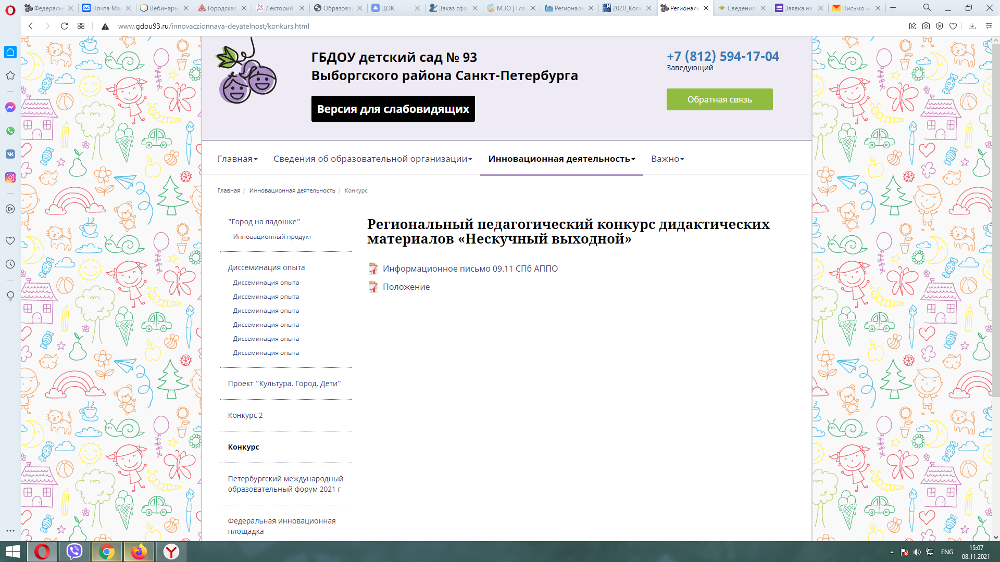 Федераль
Почта Ma
Вебинары
Городская
Лекторий
Образова
ЦОК
Заказ сфо
МЭО | Гла
Региональ
2020_Konk
Региональ
Сведения
Заявка на
Письмо «
www.gdou93.ru/innovaczionnaya-deyatelnost/konkurs.html
ГБДОУ детский сад № 93
Выборгского района Санкт-Петербурга
Версия для слабовидящих
+7 (812) 594-17-04
Заведующий
Обратная связь
Главная
Сведения об образовательной организации
Инновационная деятельность
Важно
Главная / Инновационная деятельность / Конкурс
"Город на ладошке"
Инновационный продукт
Диссеминация опыта
Диссеминация опыта
Диссеминация опыта
Диссеминация опыта
Диссеминация опыта
Диссеминация опыта
Диссеминация опыта
Проект "Культура. Город. Дети"
Конкурс 2
Конкурс
Петербургский международный
образовательный форум 2021 г
Федеральная инновационная
площадка
Региональный педагогический конкурс дидактических
материалов «Нескучный выходной»
Информационное письмо 09.11 СПб АППО
Положение
ENG
15:07
08.11.2021